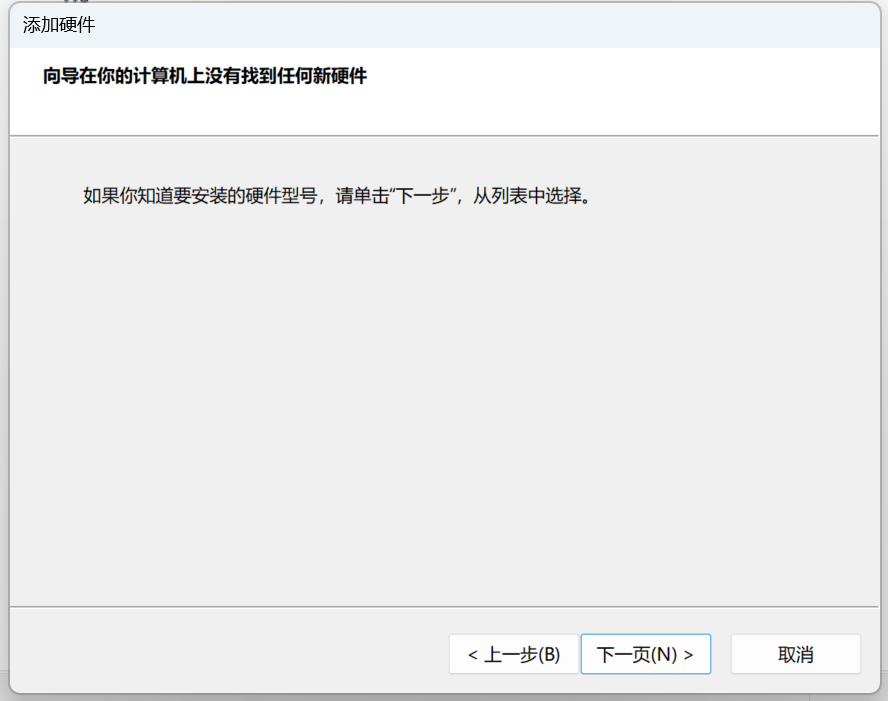 添加硬件
向导在你的计算机上没有找到任何新硬件
如果你知道要安装的硬件型号，请单击“下一步”，从列表中选择。
< 上一步(B)
下一页(N) >
取消